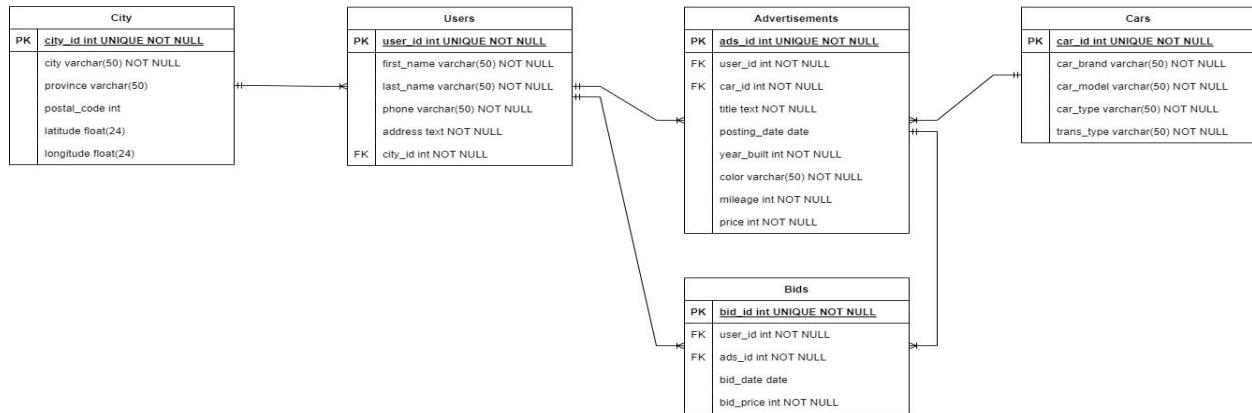 City
PK city_id int UNIQUE NOT NULL
city varchar(50) NOT NULL
province varchar(50)
postal_code int
latitude float(24)
longitude float(24)
Users
PK user_id int UNIQUE NOT NULL
first_name varchar(50) NOT NULL
last_name varchar(50) NOT NULL
phone varchar(50) NOT NULL
address text NOT NULL
FK city_id int NOT NULL
Advertisements
PK ads_id int UNIQUE NOT NULL
FK user_id int NOT NULL
FK car_id int NOT NULL
title text NOT NULL
posting_date date
year_built int NOT NULL
color varchar(50) NOT NULL
mileage int NOT NULL
price int NOT NULL
Cars
PK car_id int UNIQUE NOT NULL
car_brand varchar(50) NOT NULL
car_model varchar(50) NOT NULL
car_type varchar(50) NOT NULL
trans_type varchar(50) NOT NULL
Bids
PK bid_id int UNIQUE NOT NULL
FK user_id int NOT NULL
FK ads_id int NOT NULL
bid_date date
bid_price int NOT NULL